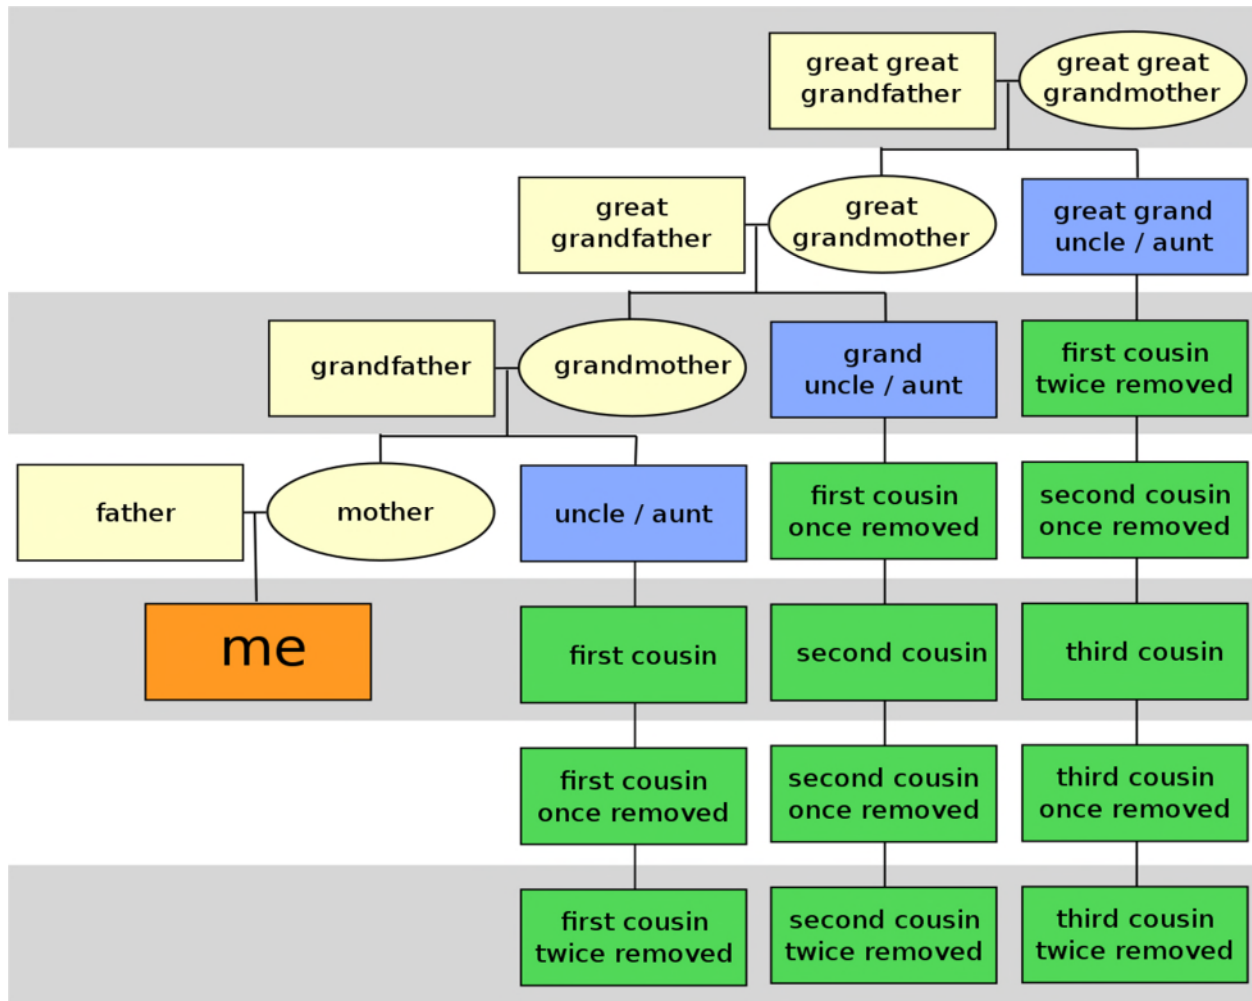 great great
grandfather
great great
grandmother
great
grandfather
great
grandmother
great grand
uncle / aunt
grandfather
grandmother
grand
uncle / aunt
first cousin
twice removed
father
mother
uncle / aunt
first cousin
once removed
second cousin
once removed
me
first cousin
second cousin
third cousin
first cousin
once removed
second cousin
once removed
third cousin
once removed
first cousin
twice removed
second cousin
twice removed
third cousin
twice removed